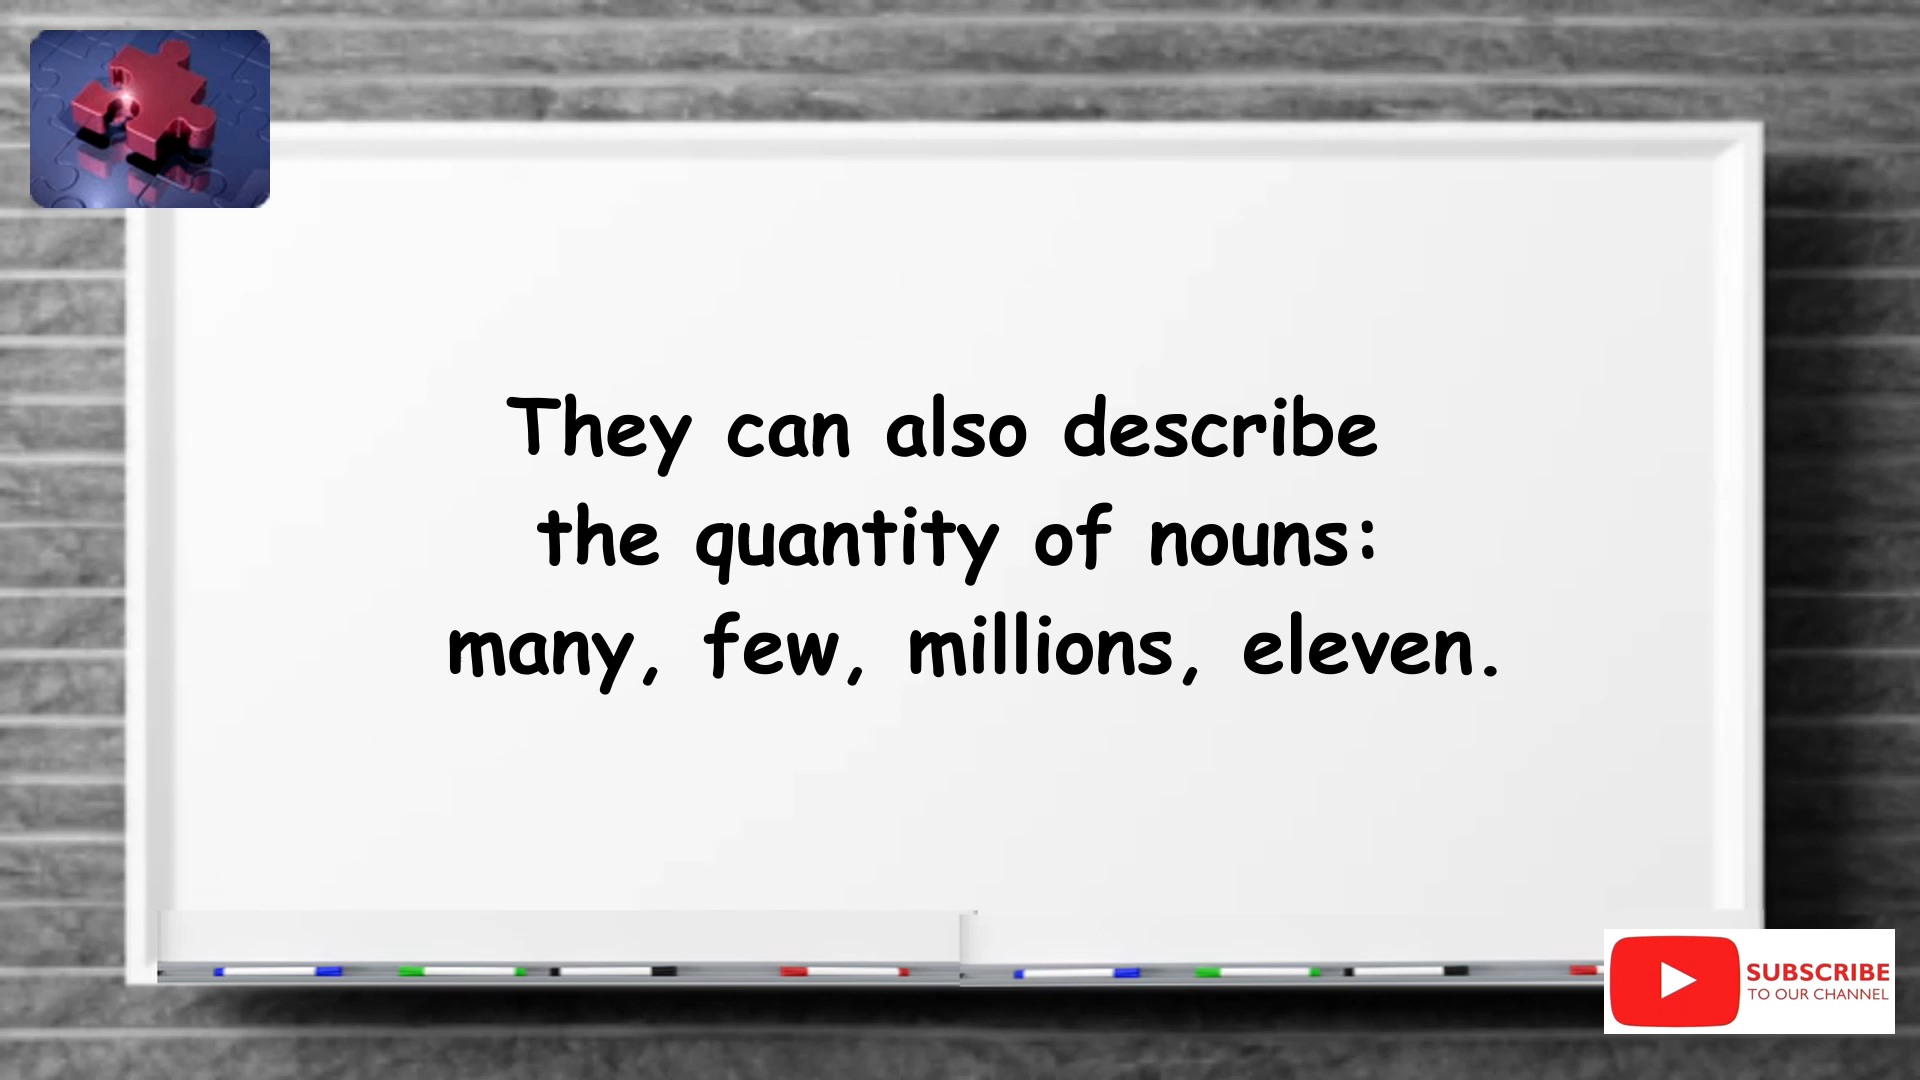 They can also describe
the quantity of nouns:
many, few, millions, eleven.
SUBSCRIBE
TO OUR CHANNEL